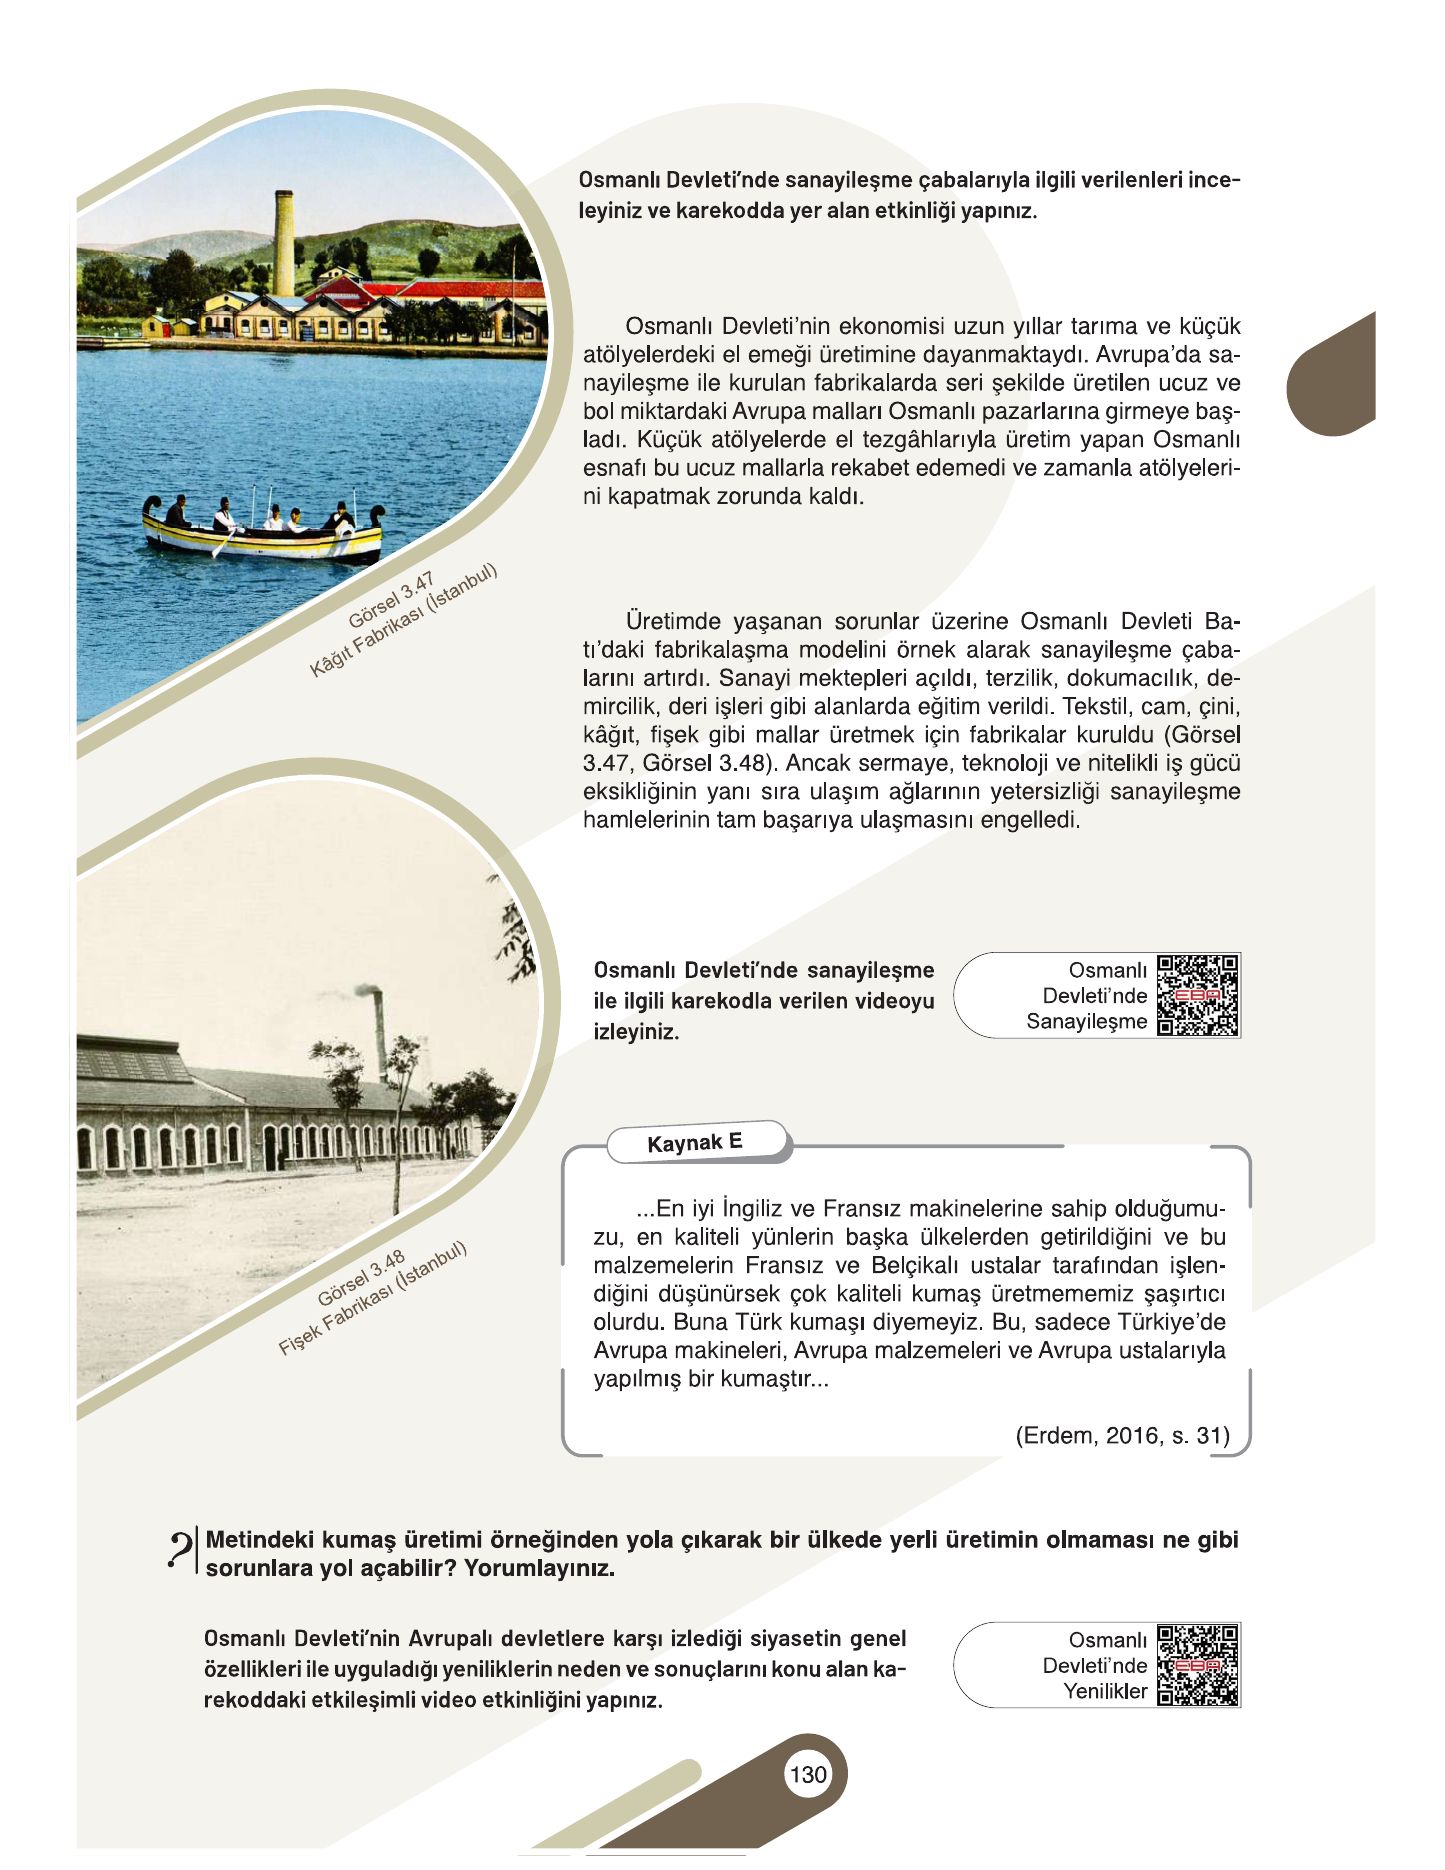 Osmanlı Devleti’nde sanayileşme çabalarıyla ilgili verilenleri ince-
leyiniz ve karekodda yer alan etkinliği yapınız.
Osmanlı Devleti’nin ekonomisi uzun yıllar tarıma ve küçük
atölyelerdeki el emeği üretimine dayanmaktaydı. Avrupa’da sa-
nayileşme ile kurulan fabrikalarda seri şekilde üretilen ucuz ve
bol miktardaki Avrupa malları Osmanlı pazarlarına girmeye baş-
ladı. Küçük atölyelerde el tezgâhlarıyla üretim yapan Osmanlı
esnafı bu ucuz mallarla rekabet edemedi ve zamanla atölyeleri-
ni kapatmak zorunda kaldı.
Görsel 3.47
Kâğıt Fabrikası (İstanbul)
Üretimde yaşanan sorunlar üzerine Osmanlı Devleti Ba-
tı’daki fabrikalaşma modelini örnek alarak sanayileşme çaba-
larını artırdı. Sanayi mektepleri açıldı, terzilik, dokumacılık, de-
mircilik, deri işleri gibi alanlarda eğitim verildi. Tekstil, cam, çini,
kâğıt, fişek gibi mallar üretmek için fabrikalar kuruldu (Görsel
3.47, Görsel 3.48). Ancak sermaye, teknoloji ve nitelikli iş gücü
eksikliğinin yanı sıra ulaşım ağlarının yetersizliği sanayileşme
hamlelerinin tam başarıya ulaşmasını engelledi.
Osmanlı Devleti’nde sanayileşme
ile ilgili karekodla verilen videoyu
izleyiniz.
Osmanlı
Devleti’nde
Sanayileşme
EBA
Kaynak E
...En iyi İngiliz ve Fransız makinelerine sahip olduğumu-
zu, en kaliteli yünlerin başka ülkelerden getirildiğini ve bu
malzemelerin Fransız ve Belçikalı ustalar tarafından işlen-
diğini düşünürsek çok kaliteli kumaş üretmememiz şaşırtıcı
olurdu. Buna Türk kumaşı diyemeyiz. Bu, sadece Türkiye’de
Avrupa makineleri, Avrupa malzemeleri ve Avrupa ustalarıyla
yapılmış bir kumaştır...
(Erdem, 2016, s. 31)
Görsel 3.48
Fişek Fabrikası (İstanbul)
? Metindeki kumaş üretimi örneğinden yola çıkarak bir ülkede yerli üretimin olmaması ne gibi
sorunlara yol açabilir? Yorumlayınız.
Osmanlı Devleti’nin Avrupalı devletlere karşı izlediği siyasetin genel
özellikleri ile uyguladığı yeniliklerin neden ve sonuçlarını konu alan ka-
rekoddaki etkileşimli video etkinliğini yapınız.
Osmanlı
Devleti’nde
Yenilikler
EBA
130